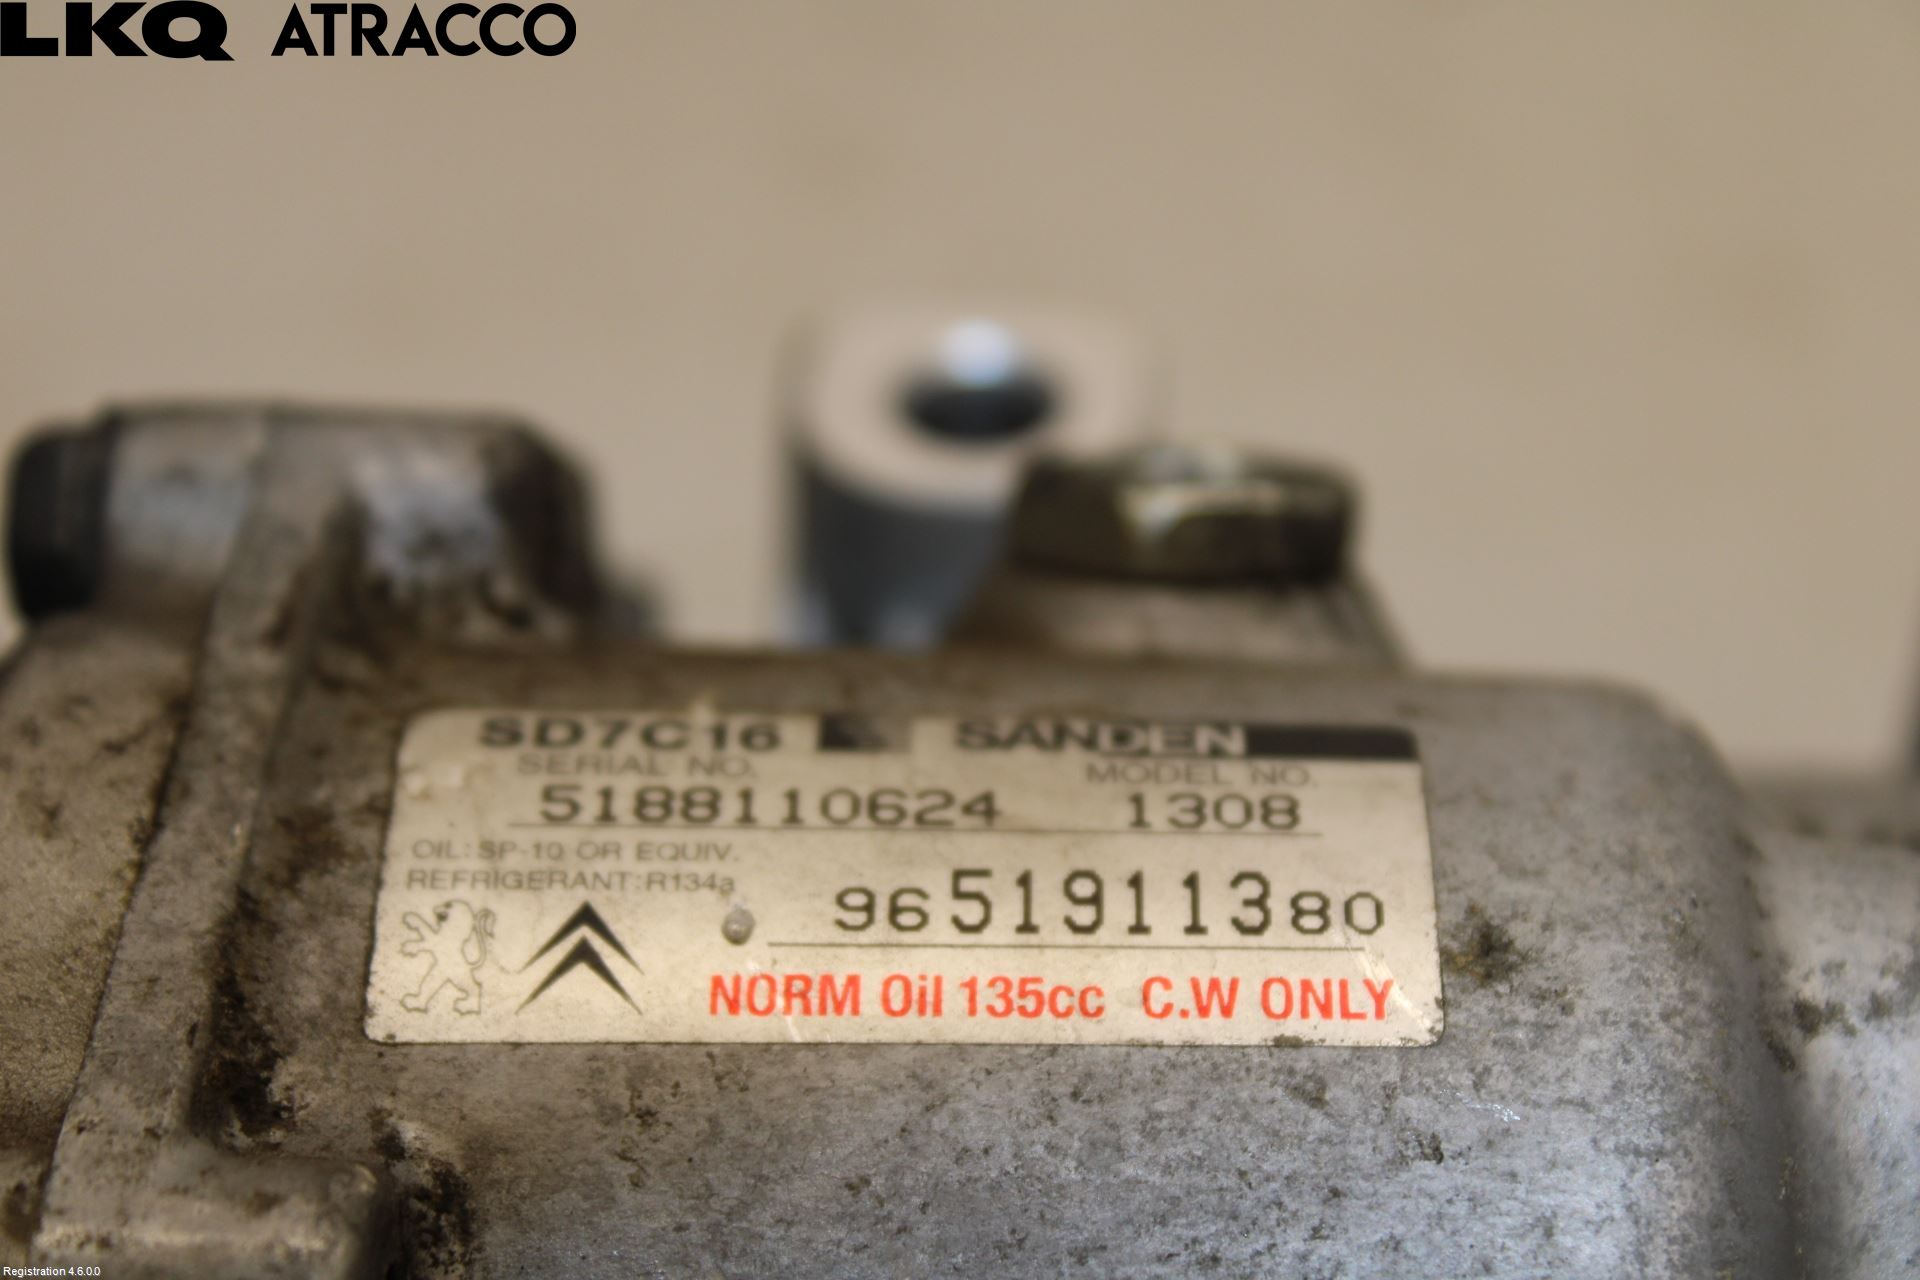 LKQ ATRACCO
SD7C16 SANDEN
SERIAL NO. MODEL NO.
5188110624 1308
OIL: SP-10 OR EQUIV.
REFRIGERANT:R134a
9651911380
NORM Oil 135cc C.W ONLY
Registration 4.6.0.0